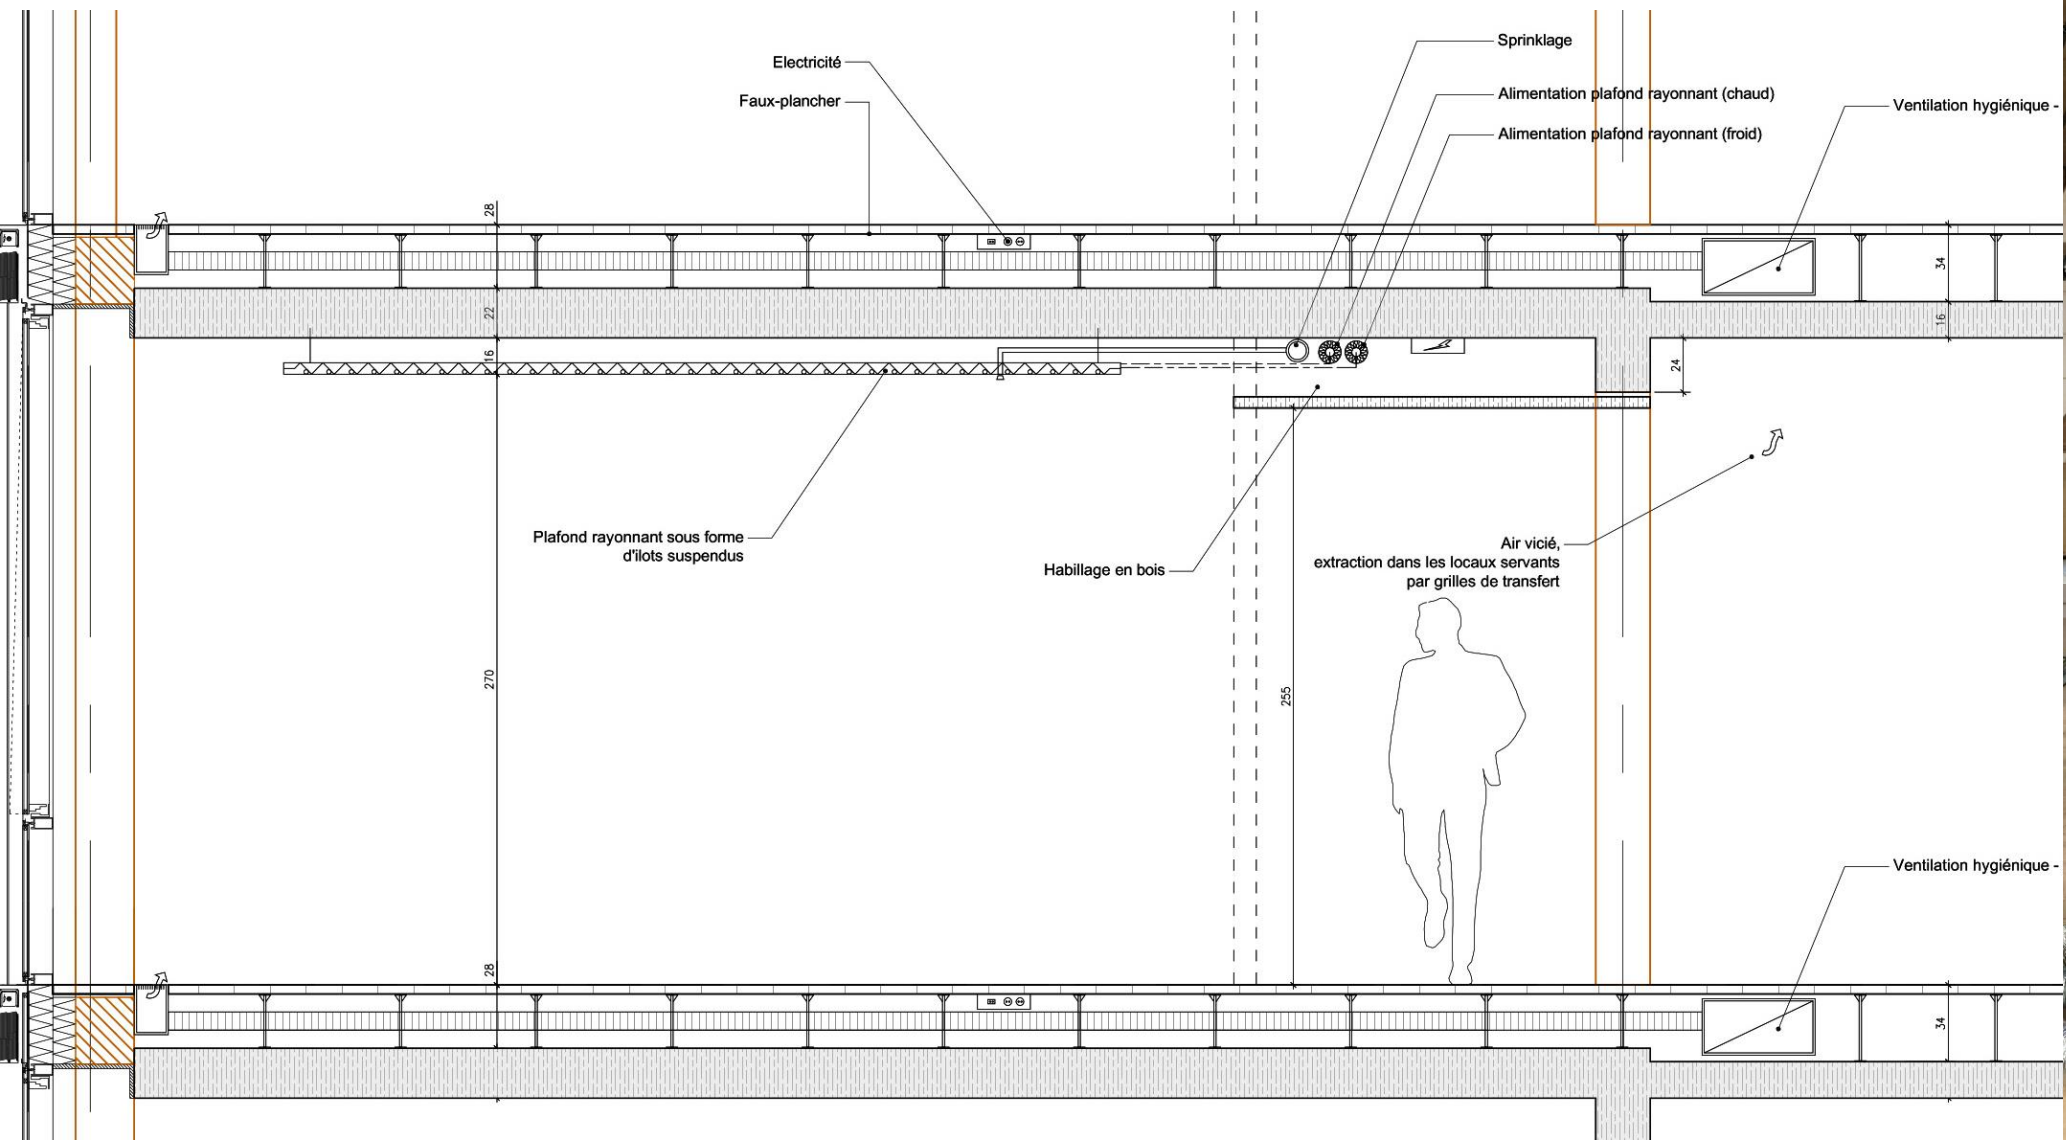 Sprinklage
Electricité
Alimentation plafond rayonnant (chaud)
Faux-plancher
Ventilation hygiénique -
Alimentation plafond rayonnant (froid)
28
34
22
16
16
24
Plafond rayonnant sous forme
d'ilots suspendus
Air vicié,
extraction dans les locaux servants
par grilles de transfert
Habillage en bois
270
255
Ventilation hygiénique -
28
34